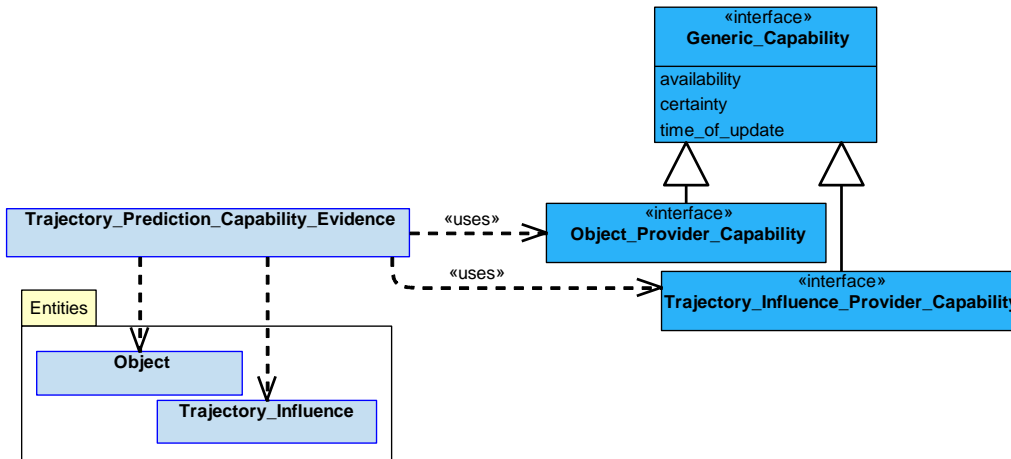 «interface»
Generic_Capability
availability
certainty
time_of_update
Trajectory_Prediction_Capability_Evidence
«uses»
«interface»
Object_Provider_Capability
«uses»
«interface»
Trajectory_Influence_Provider_Capability
Entities
Object
Trajectory_Influence